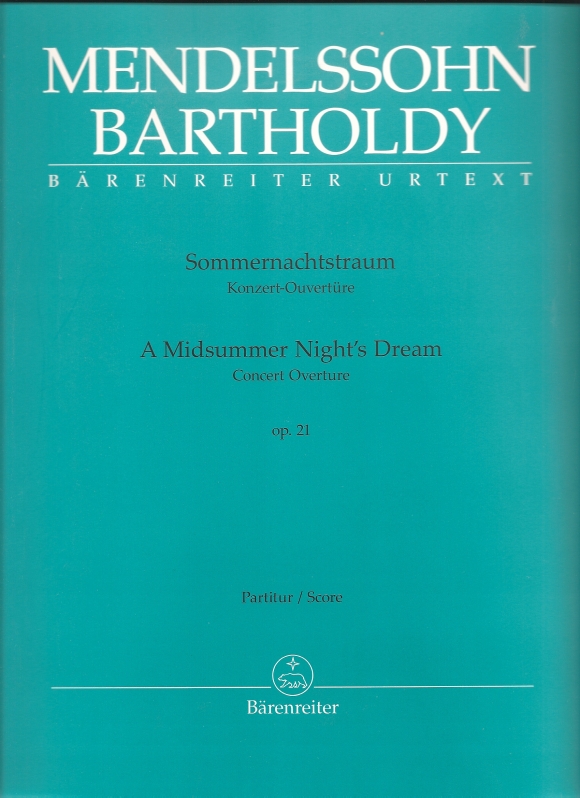 MENDELSSOHN
BARTHOLDY
BÄRENREITER URTEXT
Sommernachtstraum
Konzert-Ouvertüre
A Midsummer Night's Dream
Concert Overture
op. 21
Partitur / Score
Bärenreiter